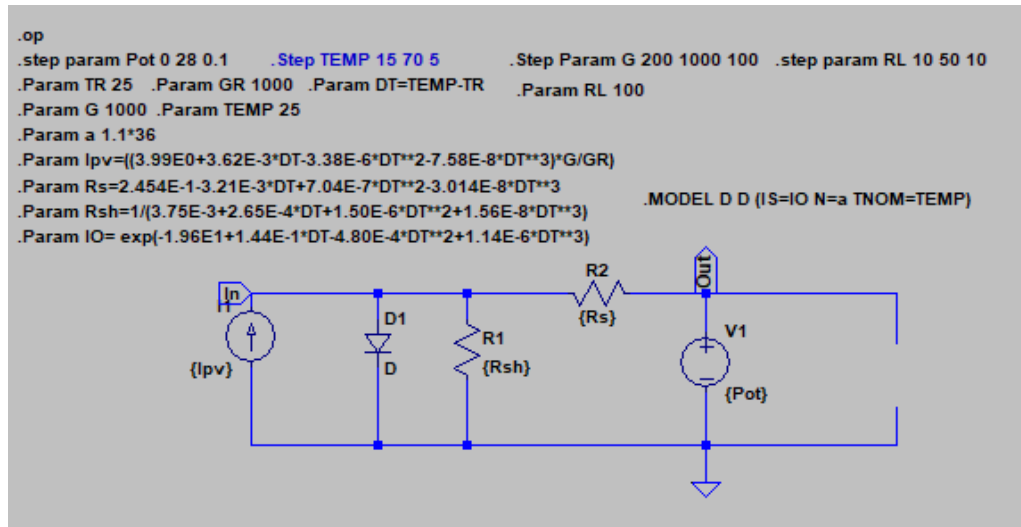 .op
.step param Pot 0 28 0.1 .Step TEMP 15 70 5 .Step Param G 200 1000 100 .step param RL 10 50 10
.Param TR 25 .Param GR 1000 .Param DT=TEMP-TR .Param RL 100
.Param G 1000 .Param TEMP 25
.Param a 1.1*36
.Param Ipv=((3.99E0+3.62E-3*DT-3.38E-6*DT**2-7.58E-8*DT**3)*G/GR)
.Param Rs=2.454E-1-3.21E-3*DT+7.04E-7*DT**2-3.014E-8*DT**3
.MODEL D D (IS=IO N=a TNOM=TEMP)
.Param Rsh=1/(3.75E-3+2.65E-4*DT+1.50E-6*DT**2+1.56E-8*DT**3)
.Param IO= exp(-1.96E1+1.44E-1*DT-4.80E-4*DT**2+1.14E-6*DT**3)
In
I1
{Ipv}
D1
D
R1
{Rsh}
R2
{Rs}
Out
V1
{Pot}